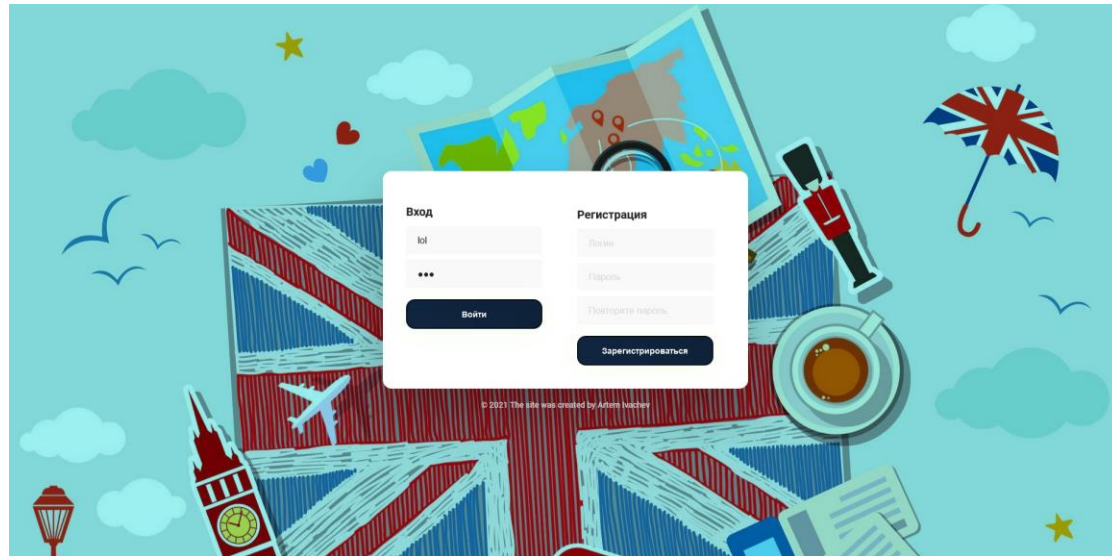 Вход
lol
•••
Войти
Регистрация
Логин
Пароль
Повторите пароль
Зарегистрироваться
© 2021 The site was created by Artem Ivachev